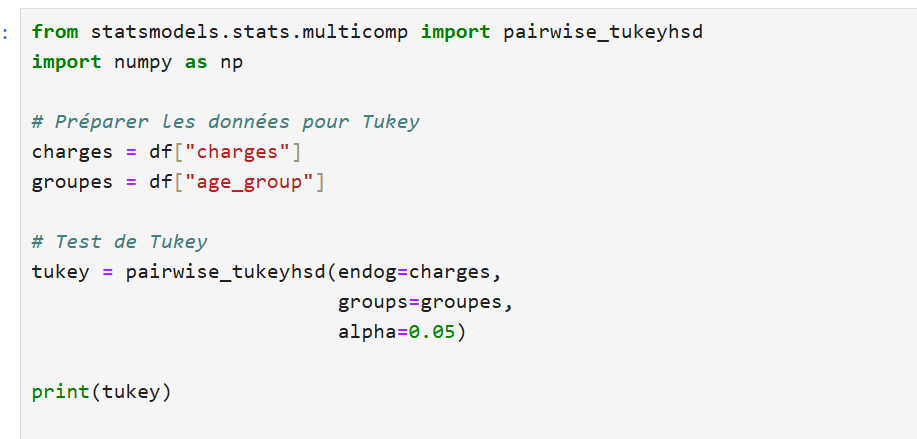 :
from statsmodels.stats.multicomp import pairwise_tukeyhsd
import numpy as np
# Préparer les données pour Tukey
charges = df["charges"]
groupes = df["age_group"]
# Test de Tukey
tukey = pairwise_tukeyhsd(endog=charges,
groups=groupes,
alpha=0.05)
print(tukey)